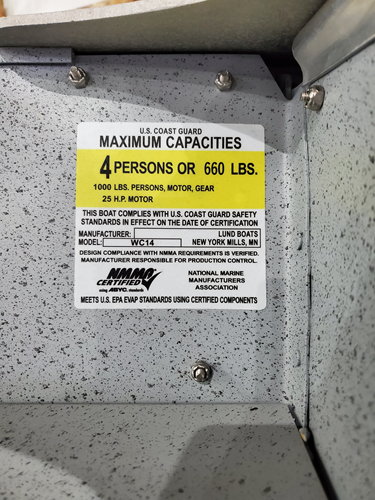 U.S. COAST GUARD
MAXIMUM CAPACITIES
4 PERSONS OR 660 LBS.
1000 LBS. PERSONS, MOTOR, GEAR
25 H.P. MOTOR
THIS BOAT COMPLIES WITH U.S. COAST GUARD SAFETY
STANDARDS IN EFFECT ON THE DATE OF CERTIFICATION
MANUFACTURER: LUND BOATS
MODEL: WC14 NEW YORK MILLS, MN
DESIGN COMPLIANCE WITH NMMA REQUIREMENTS IS VERIFIED.
MANUFACTURER RESPONSIBLE FOR PRODUCTION CONTROL.
NMMA
CERTIFIED
using ABYC standards
NATIONAL MARINE
MANUFACTURERS
ASSOCIATION
MEETS U.S. EPA EVAP STANDARDS USING CERTIFIED COMPONENTS